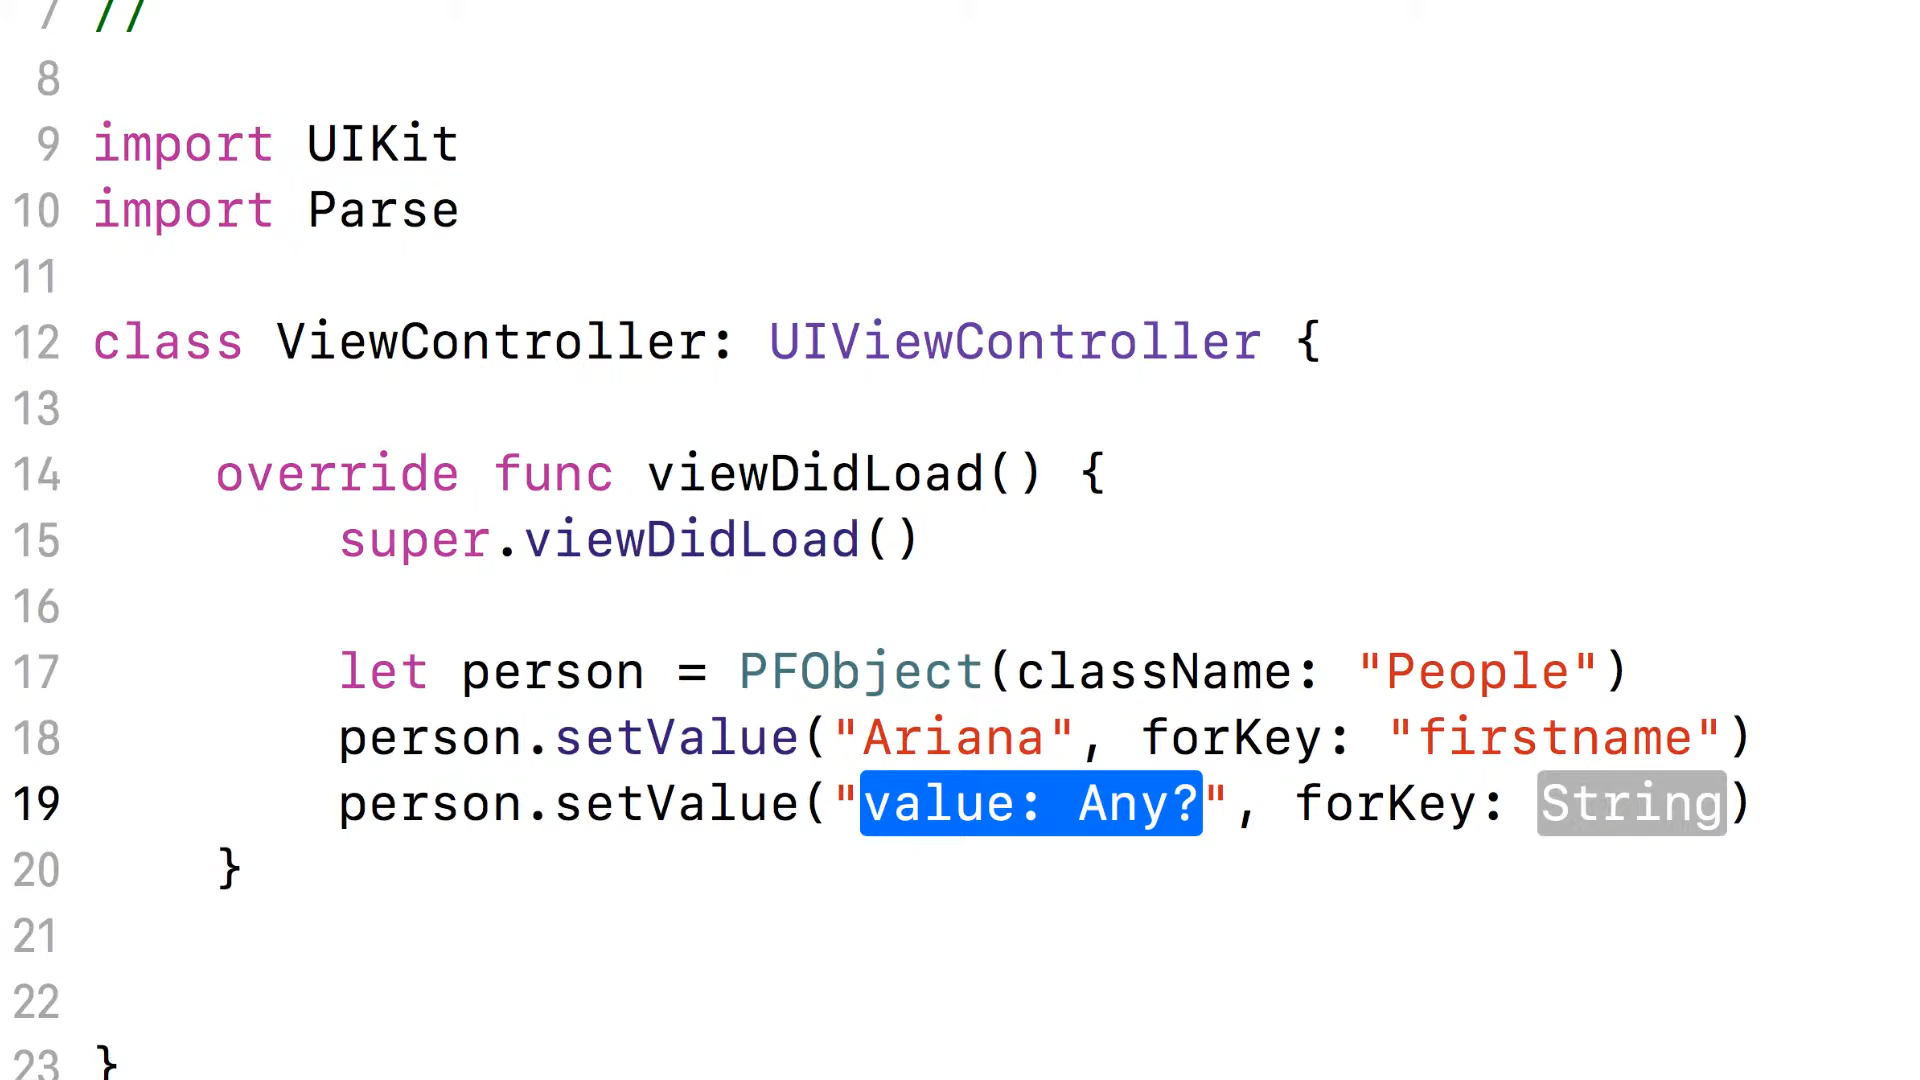 7 //
8
9 import UIKit
10 import Parse
11
12 class ViewController: UIViewController {
13
14     override func viewDidLoad() {
15         super.viewDidLoad()
16
17         let person = PFObject(className: "People")
18         person.setValue("Ariana", forKey: "firstname")
19         person.setValue("value: Any?", forKey: String)
20     }
21
22
23 }